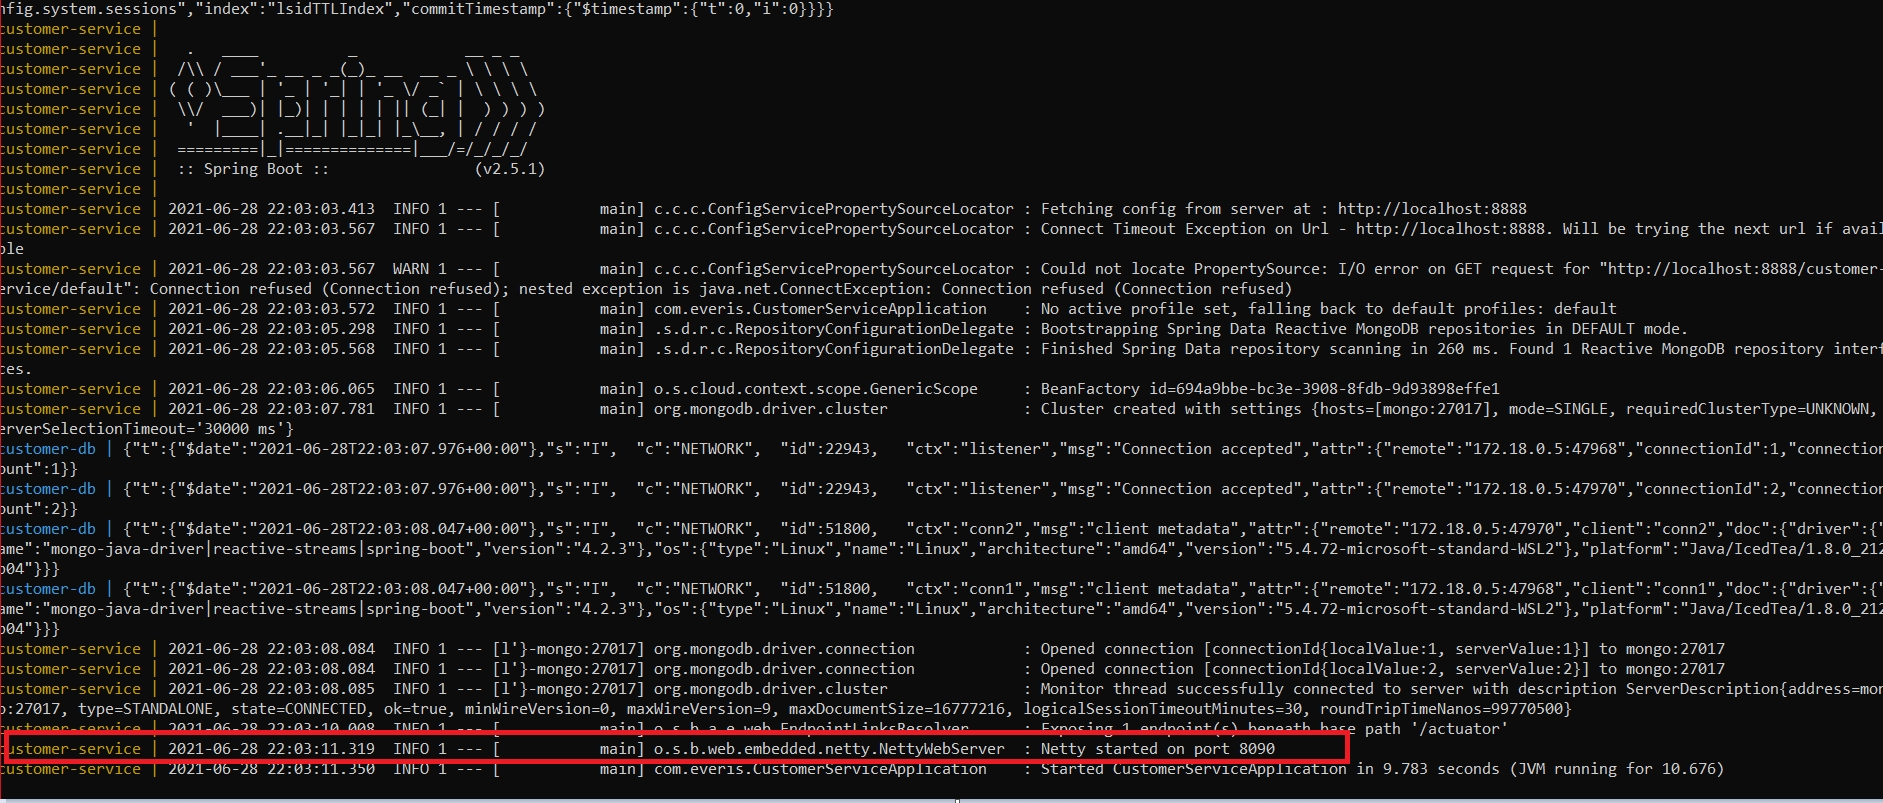 nfig.system.sessions","index":"lsidTTLIndex","commitTimestamp":{"$timestamp":{"t":0,"i":0}}}}
customer-service |
customer-service |   .   ____          _            __ _ _
customer-service |  /\\ / ___'_ __ _ _(_)_ __  __ _ \ \ \ \
customer-service | ( ( )\___ | '_ | '_| | '_ \/ _` | \ \ \ \
customer-service |  \\/  ___)| |_)| | | | | || (_| |  ) ) ) )
customer-service |   '  |____| .__|_| |_|_| |_\__, | / / / /
customer-service |  =========|_|==============|___/=/_/_/_/
customer-service |  :: Spring Boot ::                (v2.5.1)
customer-service |
customer-service | 2021-06-28 22:03:03.413  INFO 1 --- [           main] c.c.c.ConfigServicePropertySourceLocator : Fetching config from server at : http://localhost:8888
customer-service | 2021-06-28 22:03:03.567  INFO 1 --- [           main] c.c.c.ConfigServicePropertySourceLocator : Connect Timeout Exception on Url - http://localhost:8888. Will be trying the next url if avail
ble
customer-service | 2021-06-28 22:03:03.567  WARN 1 --- [           main] c.c.c.ConfigServicePropertySourceLocator : Could not locate PropertySource: I/O error on GET request for "http://localhost:8888/customer-
ervice/default": Connection refused (Connection refused); nested exception is java.net.ConnectException: Connection refused (Connection refused)
customer-service | 2021-06-28 22:03:03.572  INFO 1 --- [           main] com.everis.CustomerServiceApplication    : No active profile set, falling back to default profiles: default
customer-service | 2021-06-28 22:03:05.298  INFO 1 --- [           main] .s.d.r.c.RepositoryConfigurationDelegate : Bootstrapping Spring Data Reactive MongoDB repositories in DEFAULT mode.
customer-service | 2021-06-28 22:03:05.568  INFO 1 --- [           main] .s.d.r.c.RepositoryConfigurationDelegate : Finished Spring Data repository scanning in 260 ms. Found 1 Reactive MongoDB repository interf
ces.
customer-service | 2021-06-28 22:03:06.065  INFO 1 --- [           main] o.s.cloud.context.scope.GenericScope     : BeanFactory id=694a9bbe-bc3e-3908-8fdb-9d93898effe1
customer-service | 2021-06-28 22:03:07.781  INFO 1 --- [           main] org.mongodb.driver.cluster               : Cluster created with settings {hosts=[mongo:27017], mode=SINGLE, requiredClusterType=UNKNOWN,
erverSelectionTimeout='30000 ms'}
customer-db | {"t":{"$date":"2021-06-28T22:03:07.976+00:00"},"s":"I",  "c":"NETWORK",  "id":22943,   "ctx":"listener","msg":"Connection accepted","attr":{"remote":"172.18.0.5:47968","connectionId":1,"connection
ount":1}}
customer-db | {"t":{"$date":"2021-06-28T22:03:07.976+00:00"},"s":"I",  "c":"NETWORK",  "id":22943,   "ctx":"listener","msg":"Connection accepted","attr":{"remote":"172.18.0.5:47970","connectionId":2,"connection
ount":2}}
customer-db | {"t":{"$date":"2021-06-28T22:03:08.047+00:00"},"s":"I",  "c":"NETWORK",  "id":51800,   "ctx":"conn2","msg":"client metadata","attr":{"remote":"172.18.0.5:47970","client":"conn2","doc":{"driver":{"
ame":"mongo-java-driver|reactive-streams|spring-boot","version":"4.2.3"},"os":{"type":"Linux","name":"Linux","architecture":"amd64","version":"5.4.72-microsoft-standard-WSL2"},"platform":"Java/IcedTea/1.8.0_212
b04"}}}
customer-db | {"t":{"$date":"2021-06-28T22:03:08.047+00:00"},"s":"I",  "c":"NETWORK",  "id":51800,   "ctx":"conn1","msg":"client metadata","attr":{"remote":"172.18.0.5:47968","client":"conn1","doc":{"driver":{"
ame":"mongo-java-driver|reactive-streams|spring-boot","version":"4.2.3"},"os":{"type":"Linux","name":"Linux","architecture":"amd64","version":"5.4.72-microsoft-standard-WSL2"},"platform":"Java/IcedTea/1.8.0_212
b04"}}}
customer-service | 2021-06-28 22:03:08.084  INFO 1 --- [l'}-mongo:27017] org.mongodb.driver.connection            : Opened connection [connectionId{localValue:1, serverValue:1}] to mongo:27017
customer-service | 2021-06-28 22:03:08.084  INFO 1 --- [l'}-mongo:27017] org.mongodb.driver.connection            : Opened connection [connectionId{localValue:2, serverValue:2}] to mongo:27017
customer-service | 2021-06-28 22:03:08.085  INFO 1 --- [l'}-mongo:27017] org.mongodb.driver.cluster               : Monitor thread successfully connected to server with description ServerDescription{address=mon
o:27017, type=STANDALONE, state=CONNECTED, ok=true, minWireVersion=0, maxWireVersion=9, maxDocumentSize=16777216, logicalSessionTimeoutMinutes=30, roundTripTimeNanos=99770500}
customer-service | 2021-06-28 22:03:10.008  INFO 1 --- [           main] o.s.b.a.e.web.EndpointLinksResolver      : Exposing 1 endpoint(s) beneath base path '/actuator'
customer-service | 2021-06-28 22:03:11.319  INFO 1 --- [           main] o.s.b.web.embedded.netty.NettyWebServer  : Netty started on port 8090
customer-service | 2021-06-28 22:03:11.350  INFO 1 --- [           main] com.everis.CustomerServiceApplication    : Started CustomerServiceApplication in 9.783 seconds (JVM running for 10.676)